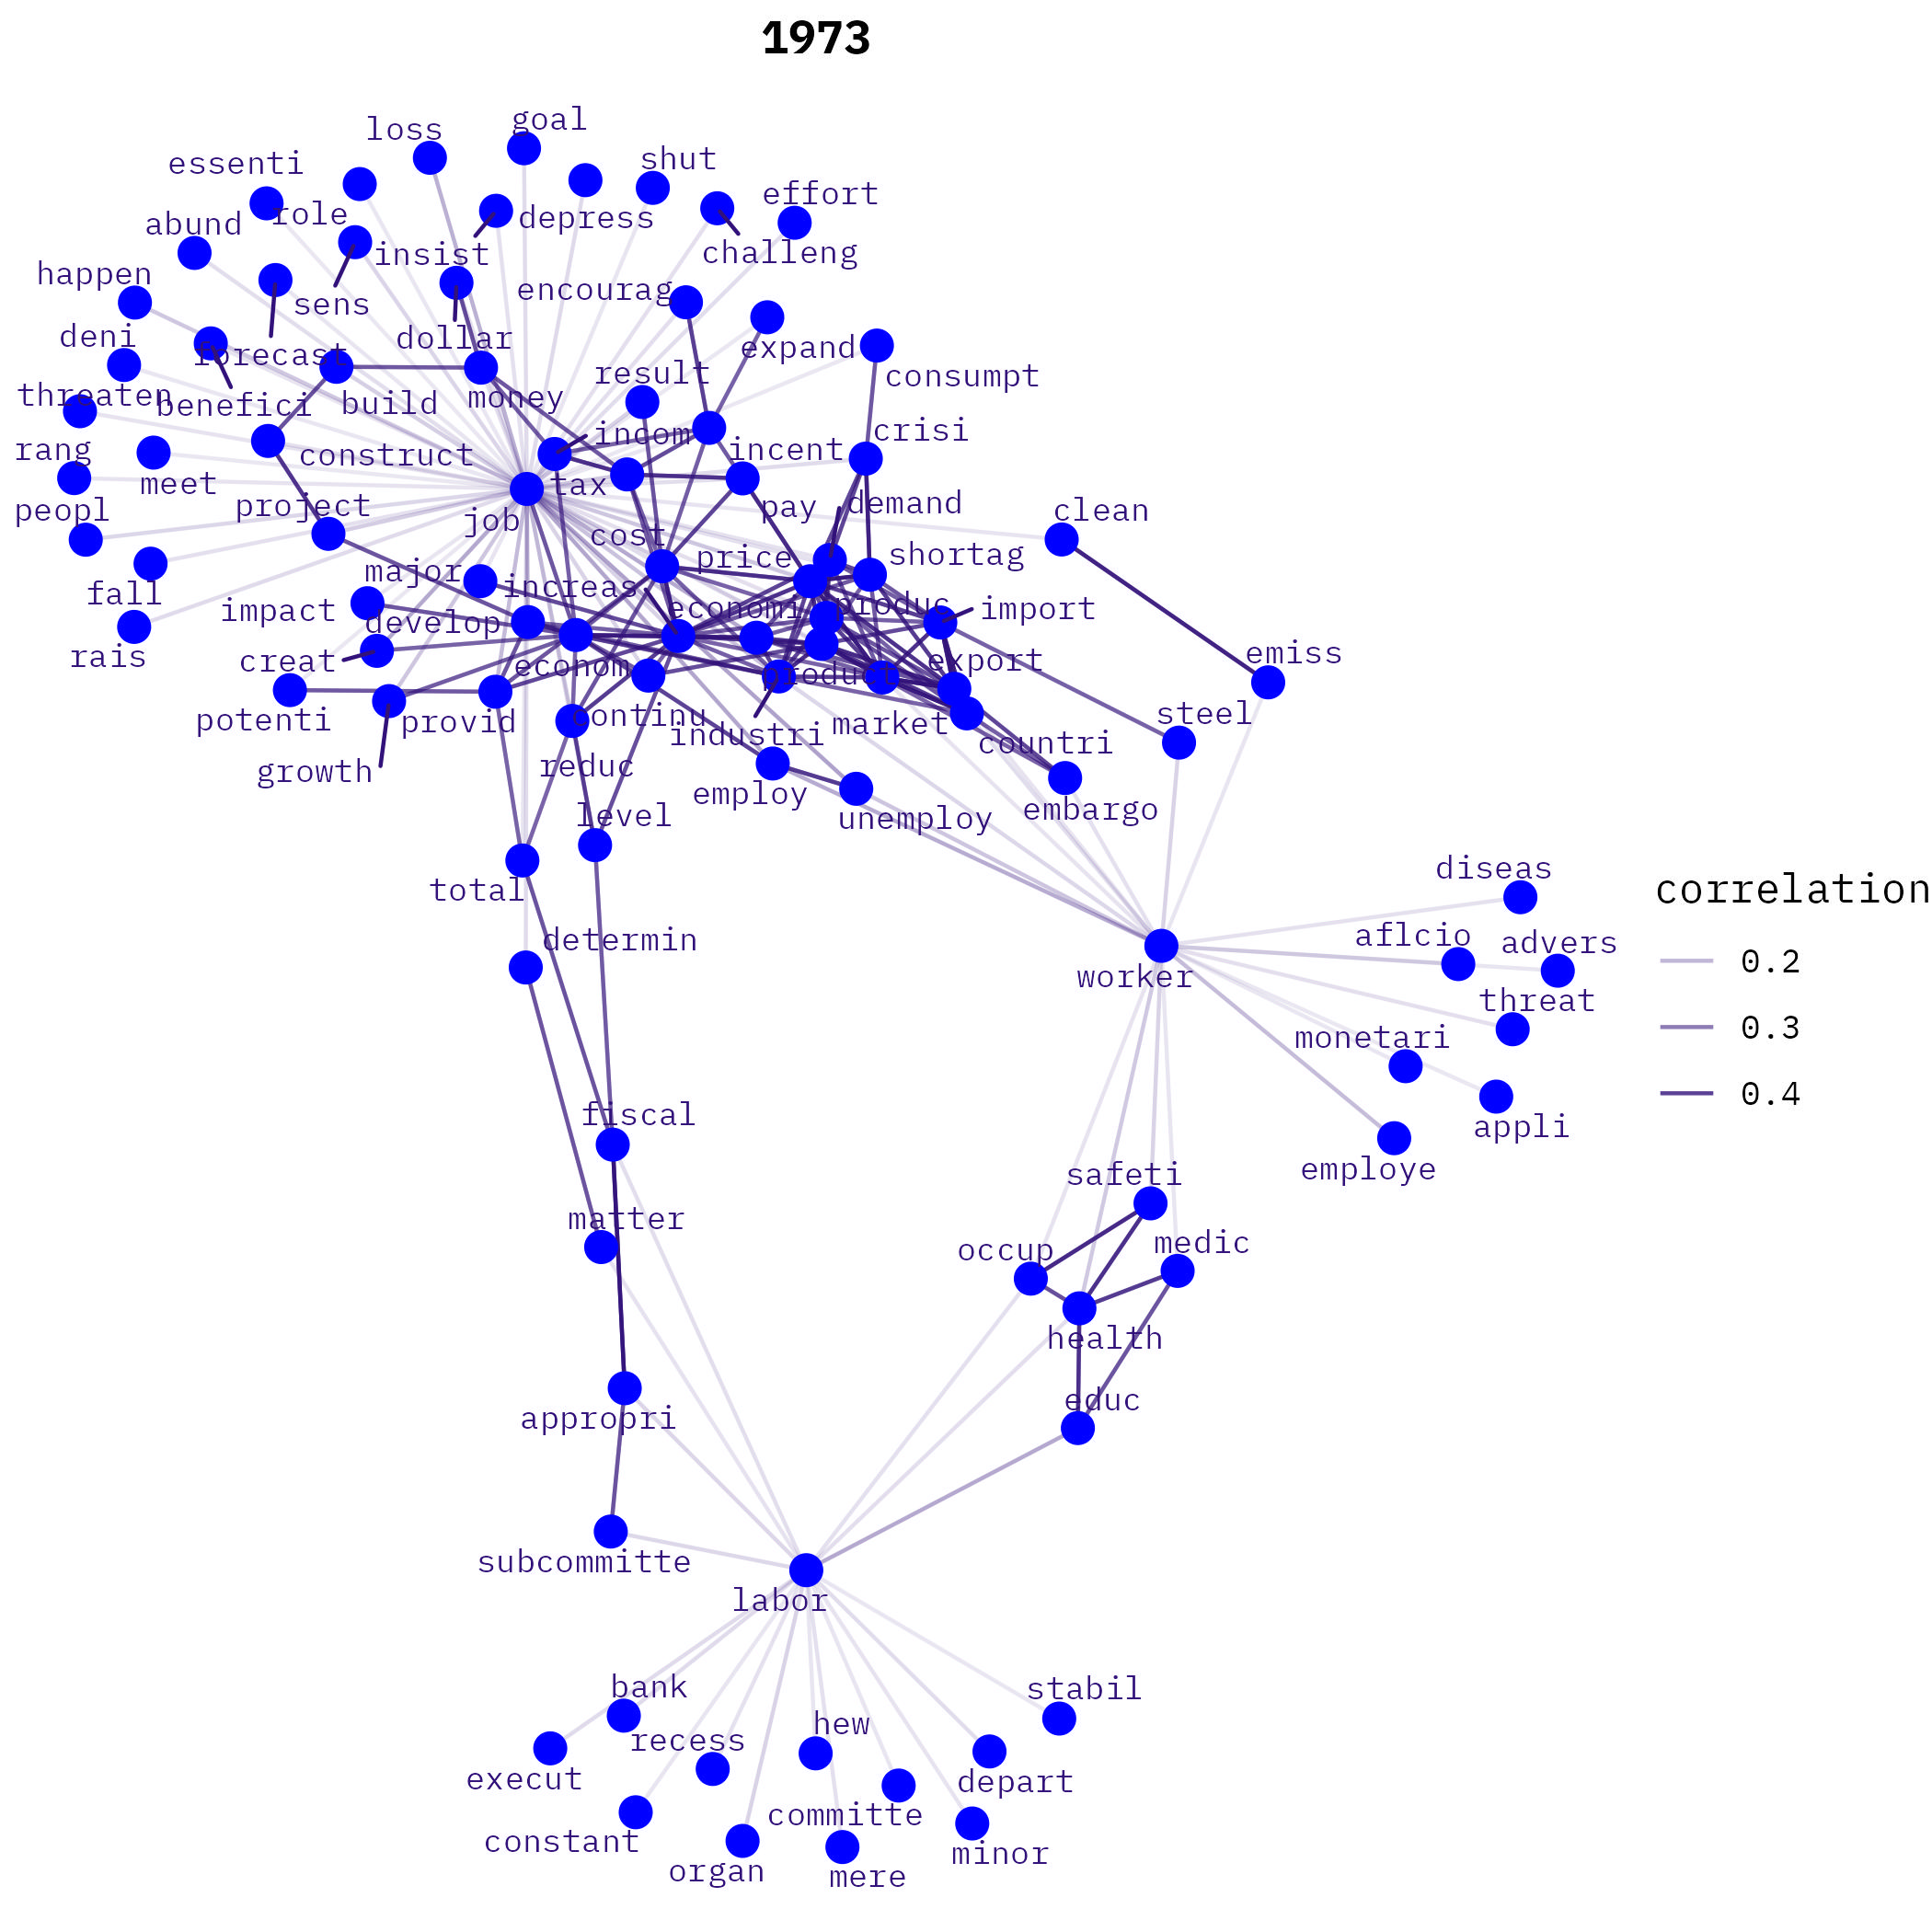 1973
goal
loss
shut
essenti
effort
role
abund
depress
insist
challeng
happen
encourag
sens
deni
dollar
expand
forecast
result
consumpt
threaten
benefici
build
money
incom
crisi
rang
construct
incent
meet
tax
project
pay
demand
peopl
job
clean
cost
price
shortag
fall
major
increas
impact
develop
economi
produc
import
rais
creat
econom
export
emiss
product
potenti
provid
continu
industri
market
steel
growth
reduc
countri
employ
embargo
level
unemploy
total
diseas
correlation
determin
aflcio
advers
0.2
worker
threat
0.3
monetari
0.4
fiscal
appli
employe
safeti
matter
occup
medic
health
educ
appropri
subcommitte
labor
bank
stabil
hew
recess
execut
depart
committe
constant
minor
organ
mere